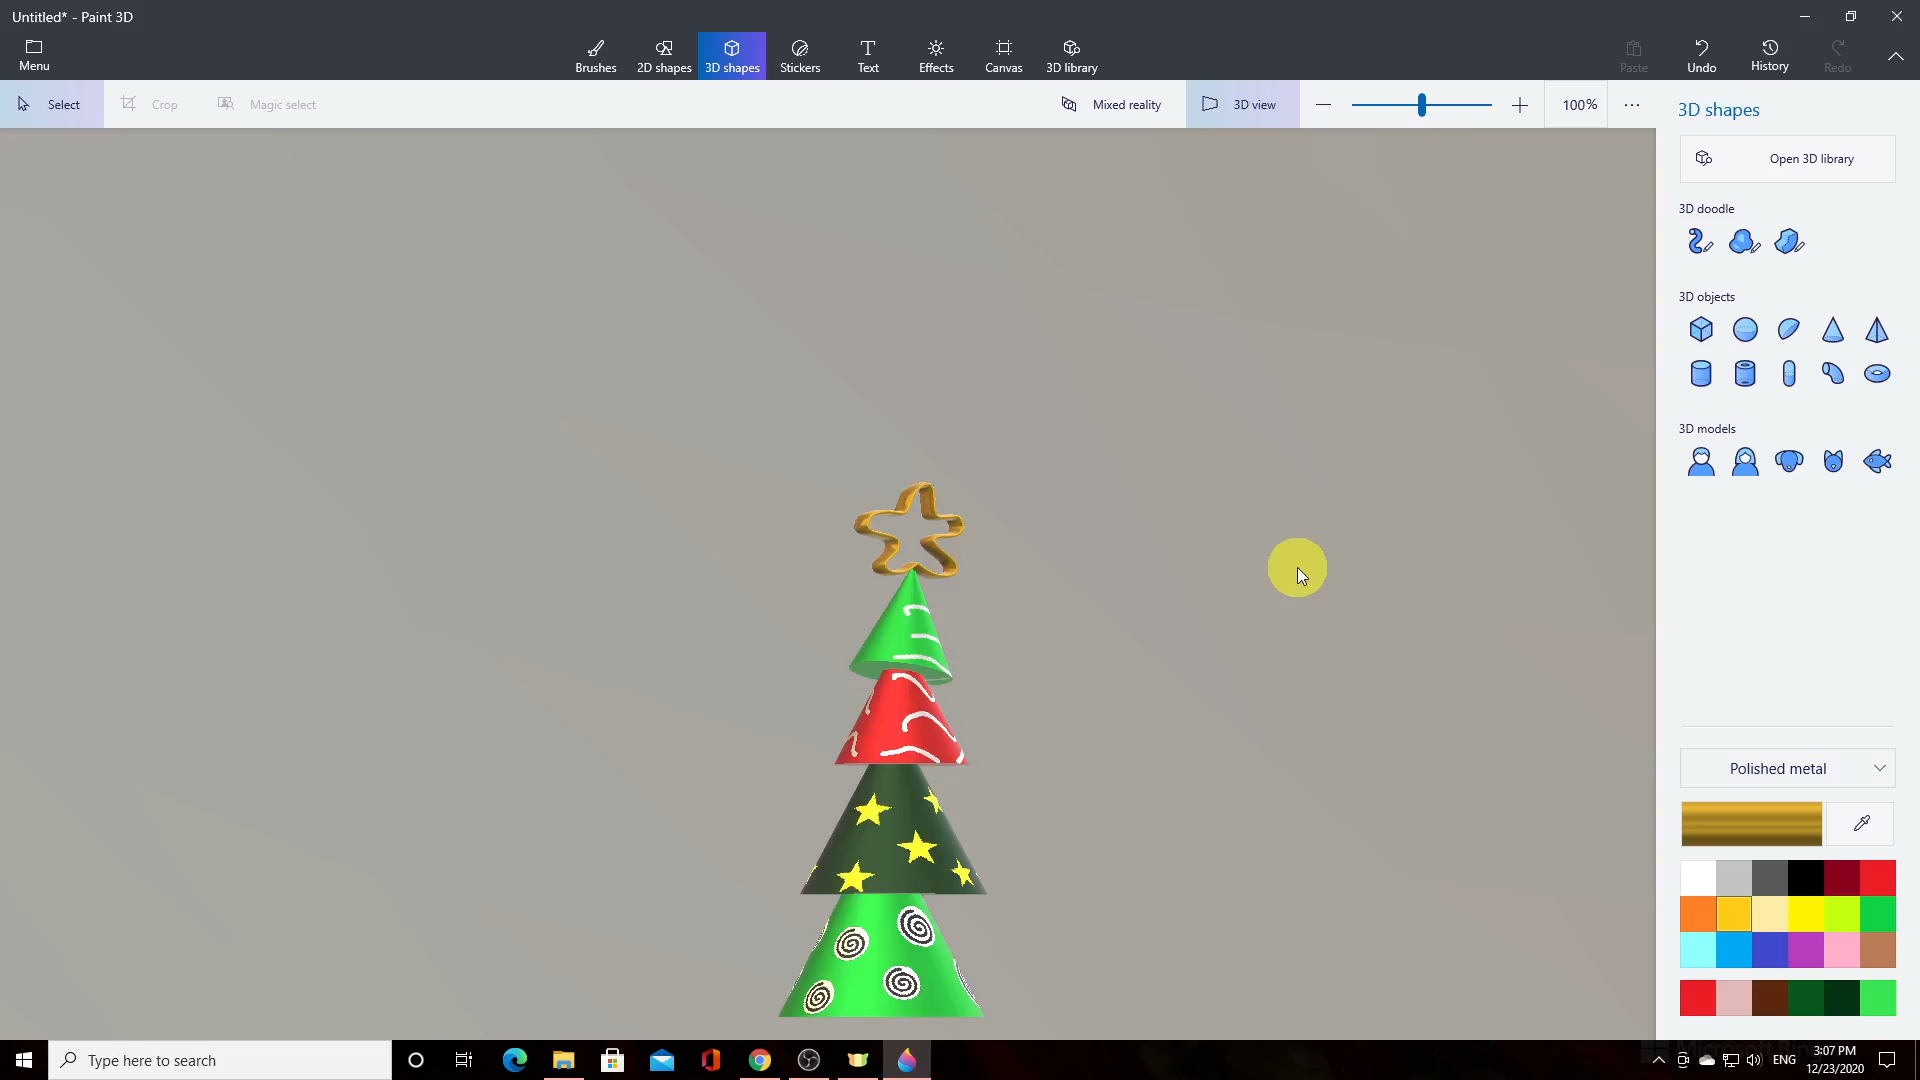 Untitled* - Paint 3D
Menu
Brushes
2D shapes
3D shapes
Stickers
Text
Effects
Canvas
3D library
Paste
Undo
History
Redo
Select
Crop
Magic select
Mixed reality
3D view
100%
3D shapes
Open 3D library
3D doodle
3D objects
3D models
Polished metal
Type here to search
Microsoft Bing
ENG
3:07 PM
12/23/2020